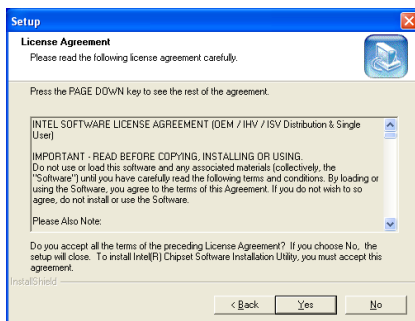 Setup
License Agreement
Please read the following license agreement carefully.
Press the PAGE DOWN key to see the rest of the agreement.
INTEL SOFTWARE LICENSE AGREEMENT (OEM / IHV / ISV Distribution & Single
User)
IMPORTANT - READ BEFORE COPYING, INSTALLING OR USING.
Do not use or load this software and any associated materials (collectively, the
"Software") until you have carefully read the following terms and conditions. By loading or
using the Software, you agree to the terms of this Agreement. If you do not wish to so
agree, do not install or use the Software.
Please Also Note:
Do you accept all the terms of the preceding License Agreement? If you choose No, the
setup will close. To install Intel(R) Chipset Software Installation Utility, you must accept this
agreement.
InstallShield
< Back Yes No